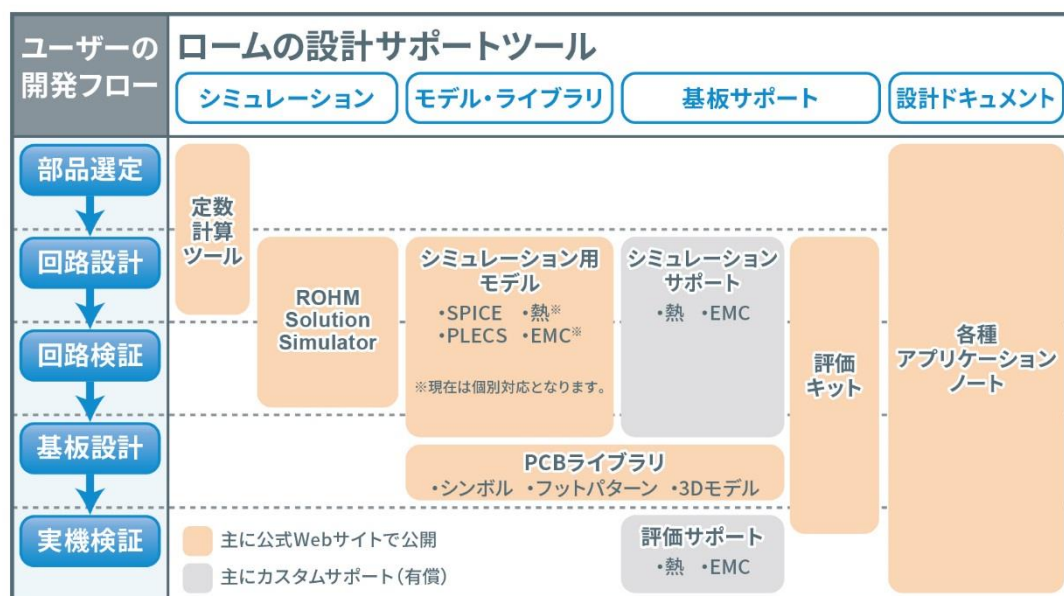 ユーザーの
開発フロー
ロームの設計サポートツール
シミュレーション
モデル・ライブラリ
基板サポート
設計ドキュメント
部品選定
回路設計
回路検証
基板設計
実機検証
定数
計算
ツール
ROHM
Solution
Simulator
シミュレーション用
モデル
・SPICE ・熱※
・PLECS ・EMC※
※現在は個別対応となります。
シミュレーション
サポート
・熱 ・EMC
PCBライブラリ
・シンボル ・フットパターン ・3Dモデル
評価サポート
・熱 ・EMC
評価
キット
各種
アプリケーション
ノート
主に公式Webサイトで公開
主にカスタムサポート(有償)